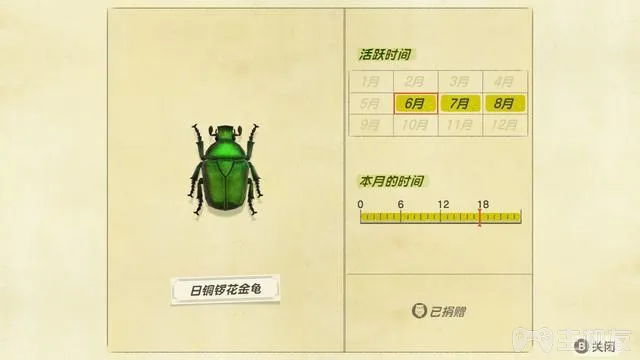 活跃时间
1月 2月 3月 4月
5月 6月 7月 8月
9月 10月 11月 12月
本月的时间
0 6 12 18
日铜锣花金龟
已捐赠
B 关闭